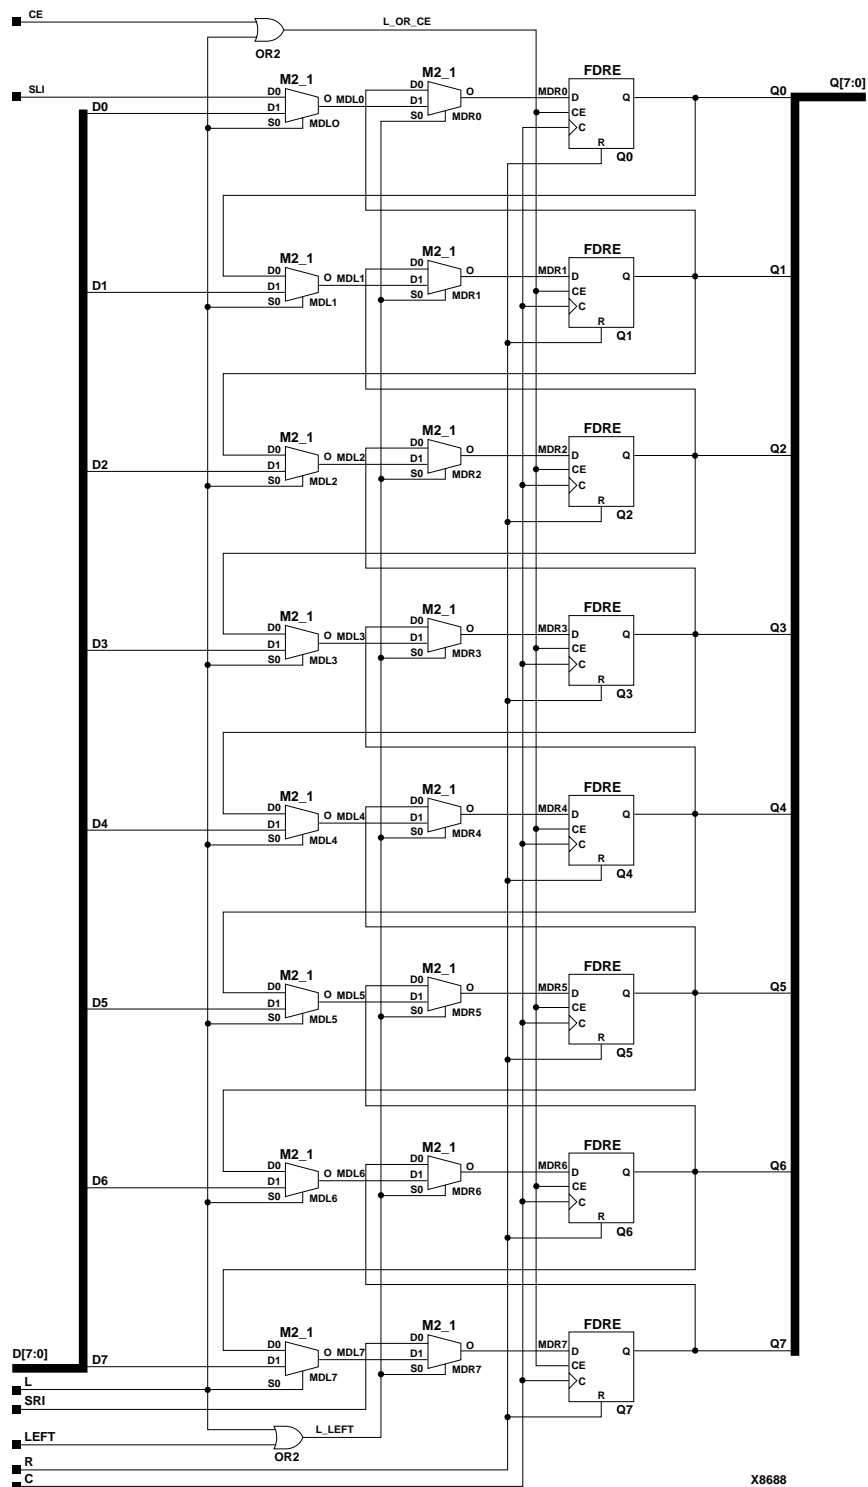 CE
L_OR_CE
OR2
M2_1 M2_1 FDRE
Q[7:0]
SLI D0 O MDL0 D0 O MDR0 D Q Q0
D0 D1 D1 CE
S0 MDLO S0 MDR0 C
R
Q0
M2_1 M2_1 FDRE
D0 O MDL1 D0 O MDR1 D Q Q1
D1 D1 D1 CE
S0 MDL1 S0 MDR1 C
R
Q1
M2_1 M2_1 FDRE
D0 O MDL2 D0 O MDR2 D Q Q2
D2 D1 D1 CE
S0 MDL2 S0 MDR2 C
R
Q2
M2_1 M2_1 FDRE
D0 O MDL3 D0 O MDR3 D Q Q3
D3 D1 D1 CE
S0 MDL3 S0 MDR3 C
R
Q3
M2_1 M2_1 FDRE
D0 O MDL4 D0 O MDR4 D Q Q4
D4 D1 D1 CE
S0 MDL4 S0 MDR4 C
R
Q4
M2_1 M2_1 FDRE
D0 O MDL5 D0 O MDR5 D Q Q5
D5 D1 D1 CE
S0 MDL5 S0 MDR5 C
R
Q5
M2_1 M2_1 FDRE
D0 O MDL6 D0 O MDR6 D Q Q6
D6 D1 D1 CE
S0 MDL6 S0 MDR6 C
R
Q6
M2_1 M2_1 FDRE
D0 O MDL7 D0 O MDR7 D Q Q7
D[7:0] D7 D1 D1 CE
L S0 MDL7 S0 MDR7 C
R
SRI Q7
L_LEFT
LEFT
OR2
R
C
X8688